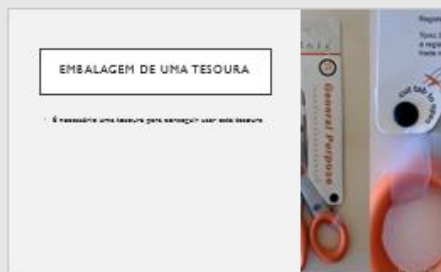 EMBALAGEM DE UMA TESOURA
É necessário uma tesoura para conseguir usar esta tesoura
General Purpose
cut tab to open